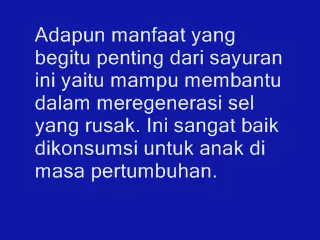 Adapun manfaat yang
begitu penting dari sayuran
ini yaitu mampu membantu
dalam meregenerasi sel
yang rusak. Ini sangat baik
dikonsumsi untuk anak di
masa pertumbuhan.